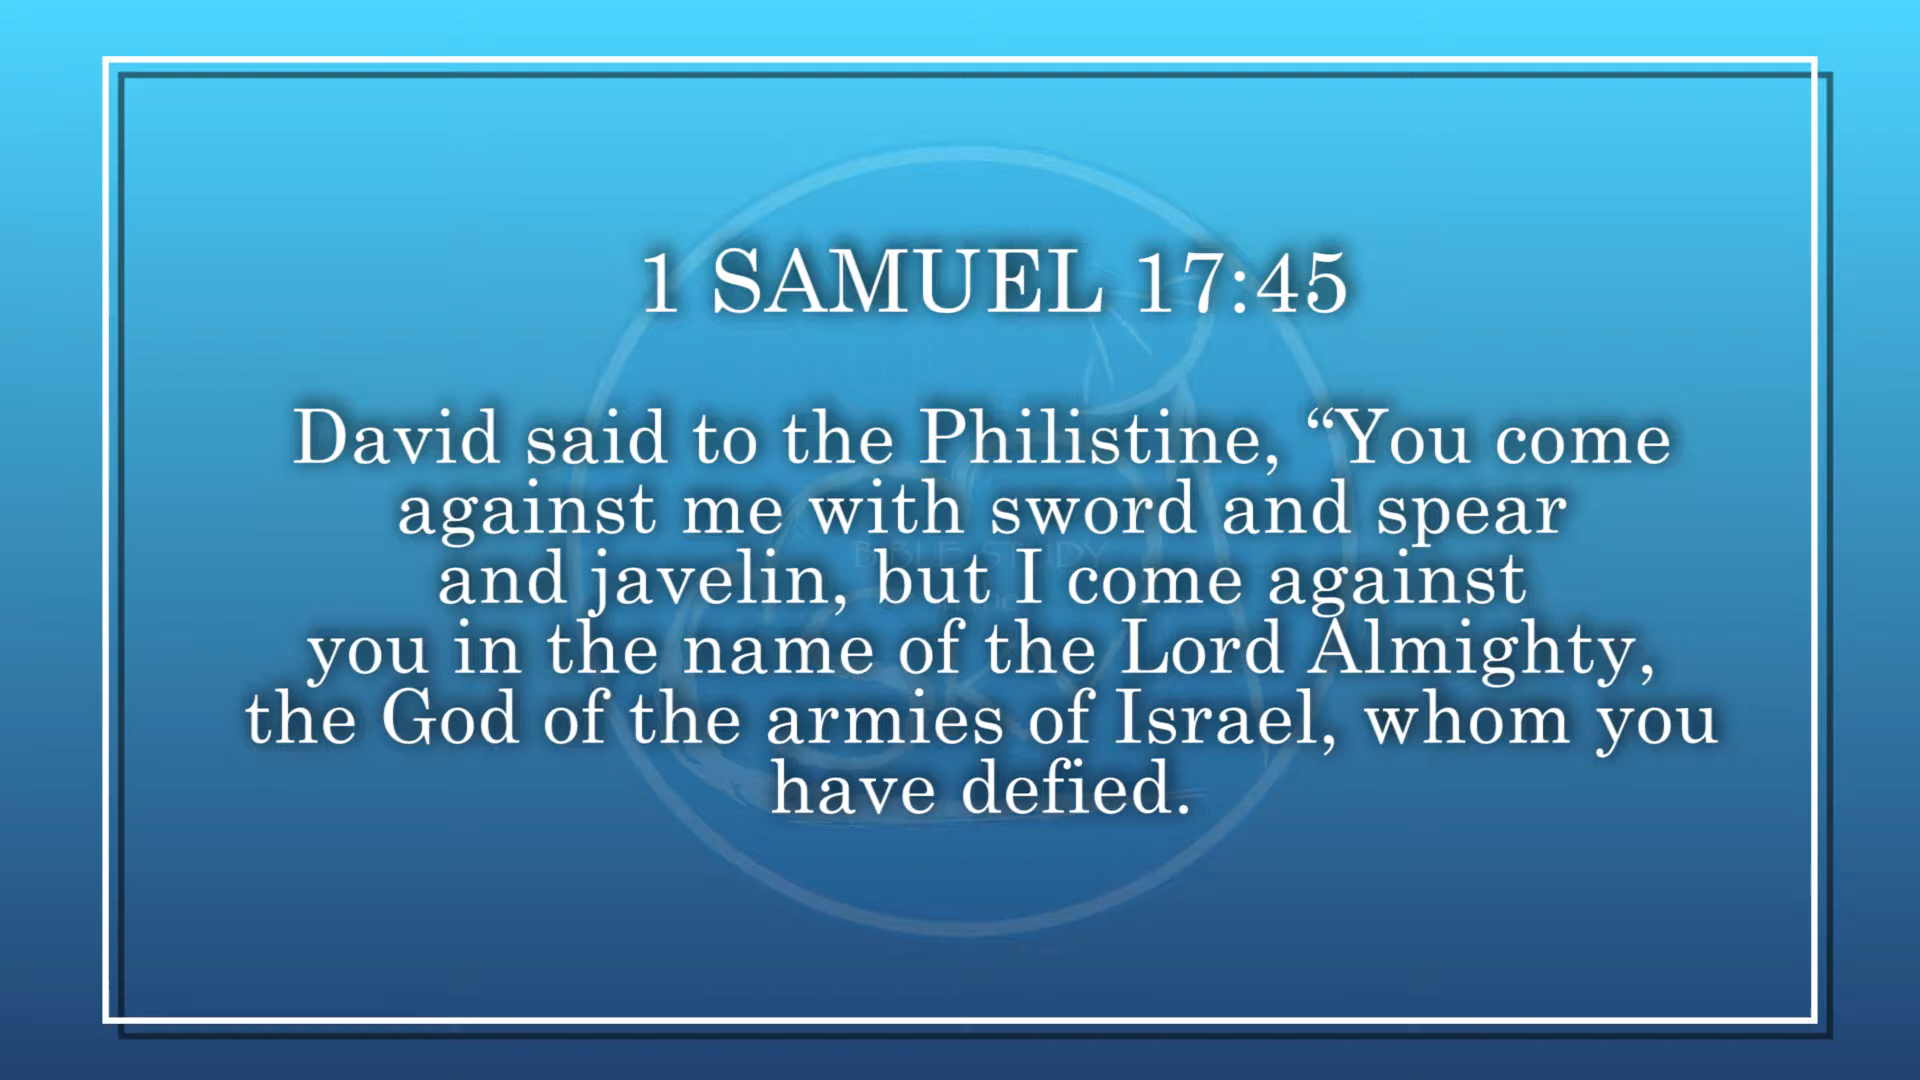 1 SAMUEL 17:45
David said to the Philistine, “You come
against me with sword and spear
and javelin, but I come against
you in the name of the Lord Almighty,
the God of the armies of Israel, whom you
have defied.
BIBLE STUDY